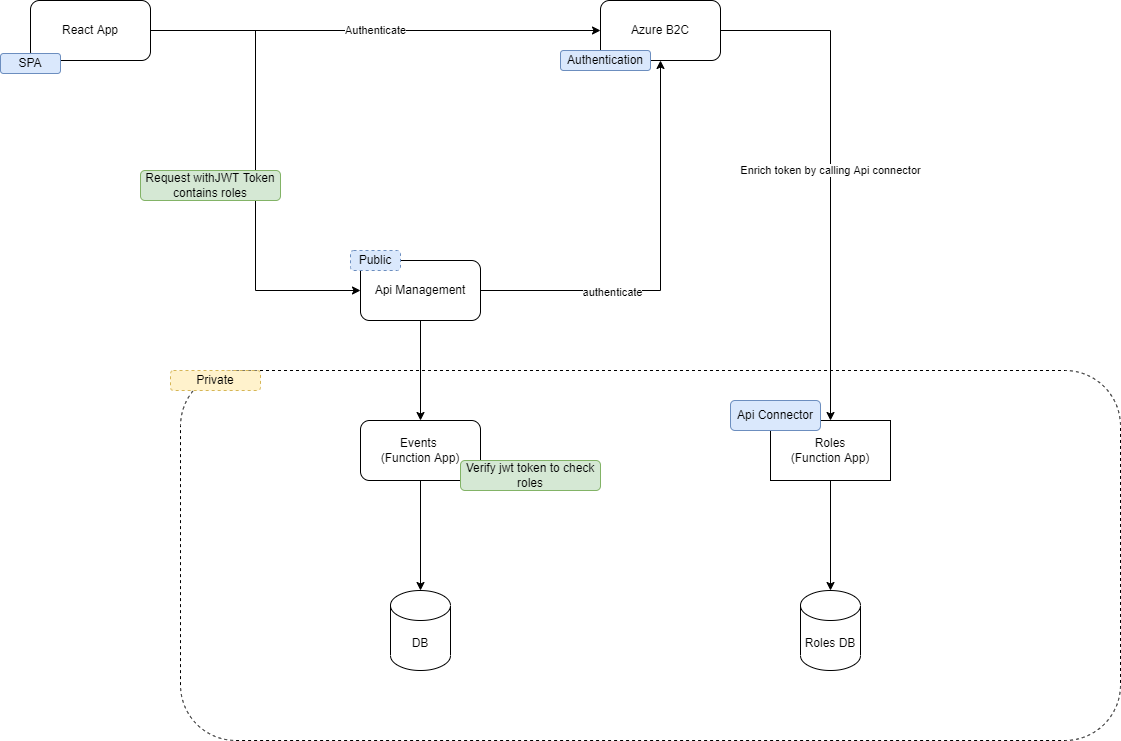 React App
Authenticate
Azure B2C
SPA
Authentication
Request withJWT Token
contains roles
Enrich token by calling Api connector
Public
Api Management
authenticate
Private
Api Connector
Events
(Function App)
Roles
(Function App)
Verify jwt token to check
roles
DB
Roles DB